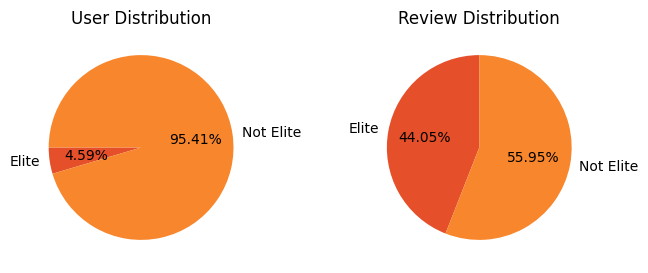 User Distribution
Elite
4.59%
95.41%
Not Elite
Review Distribution
Elite
44.05%
55.95%
Not Elite